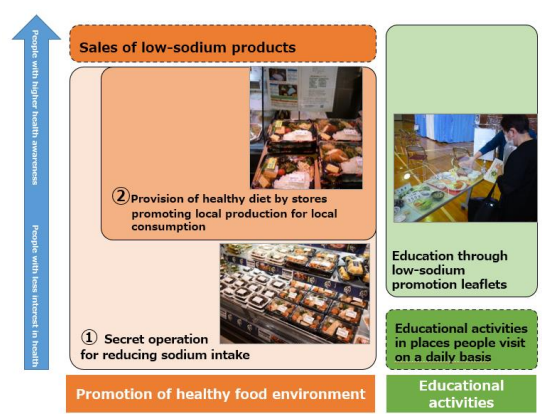 People with higher health awareness
People with less interest in health
Sales of low-sodium products
② Provision of healthy diet by stores
promoting local production for local
consumption
① Secret operation
for reducing sodium intake
Promotion of healthy food environment
Education through
low-sodium
promotion leaflets
Educational activities
in places people visit
on a daily basis
Educational
activities